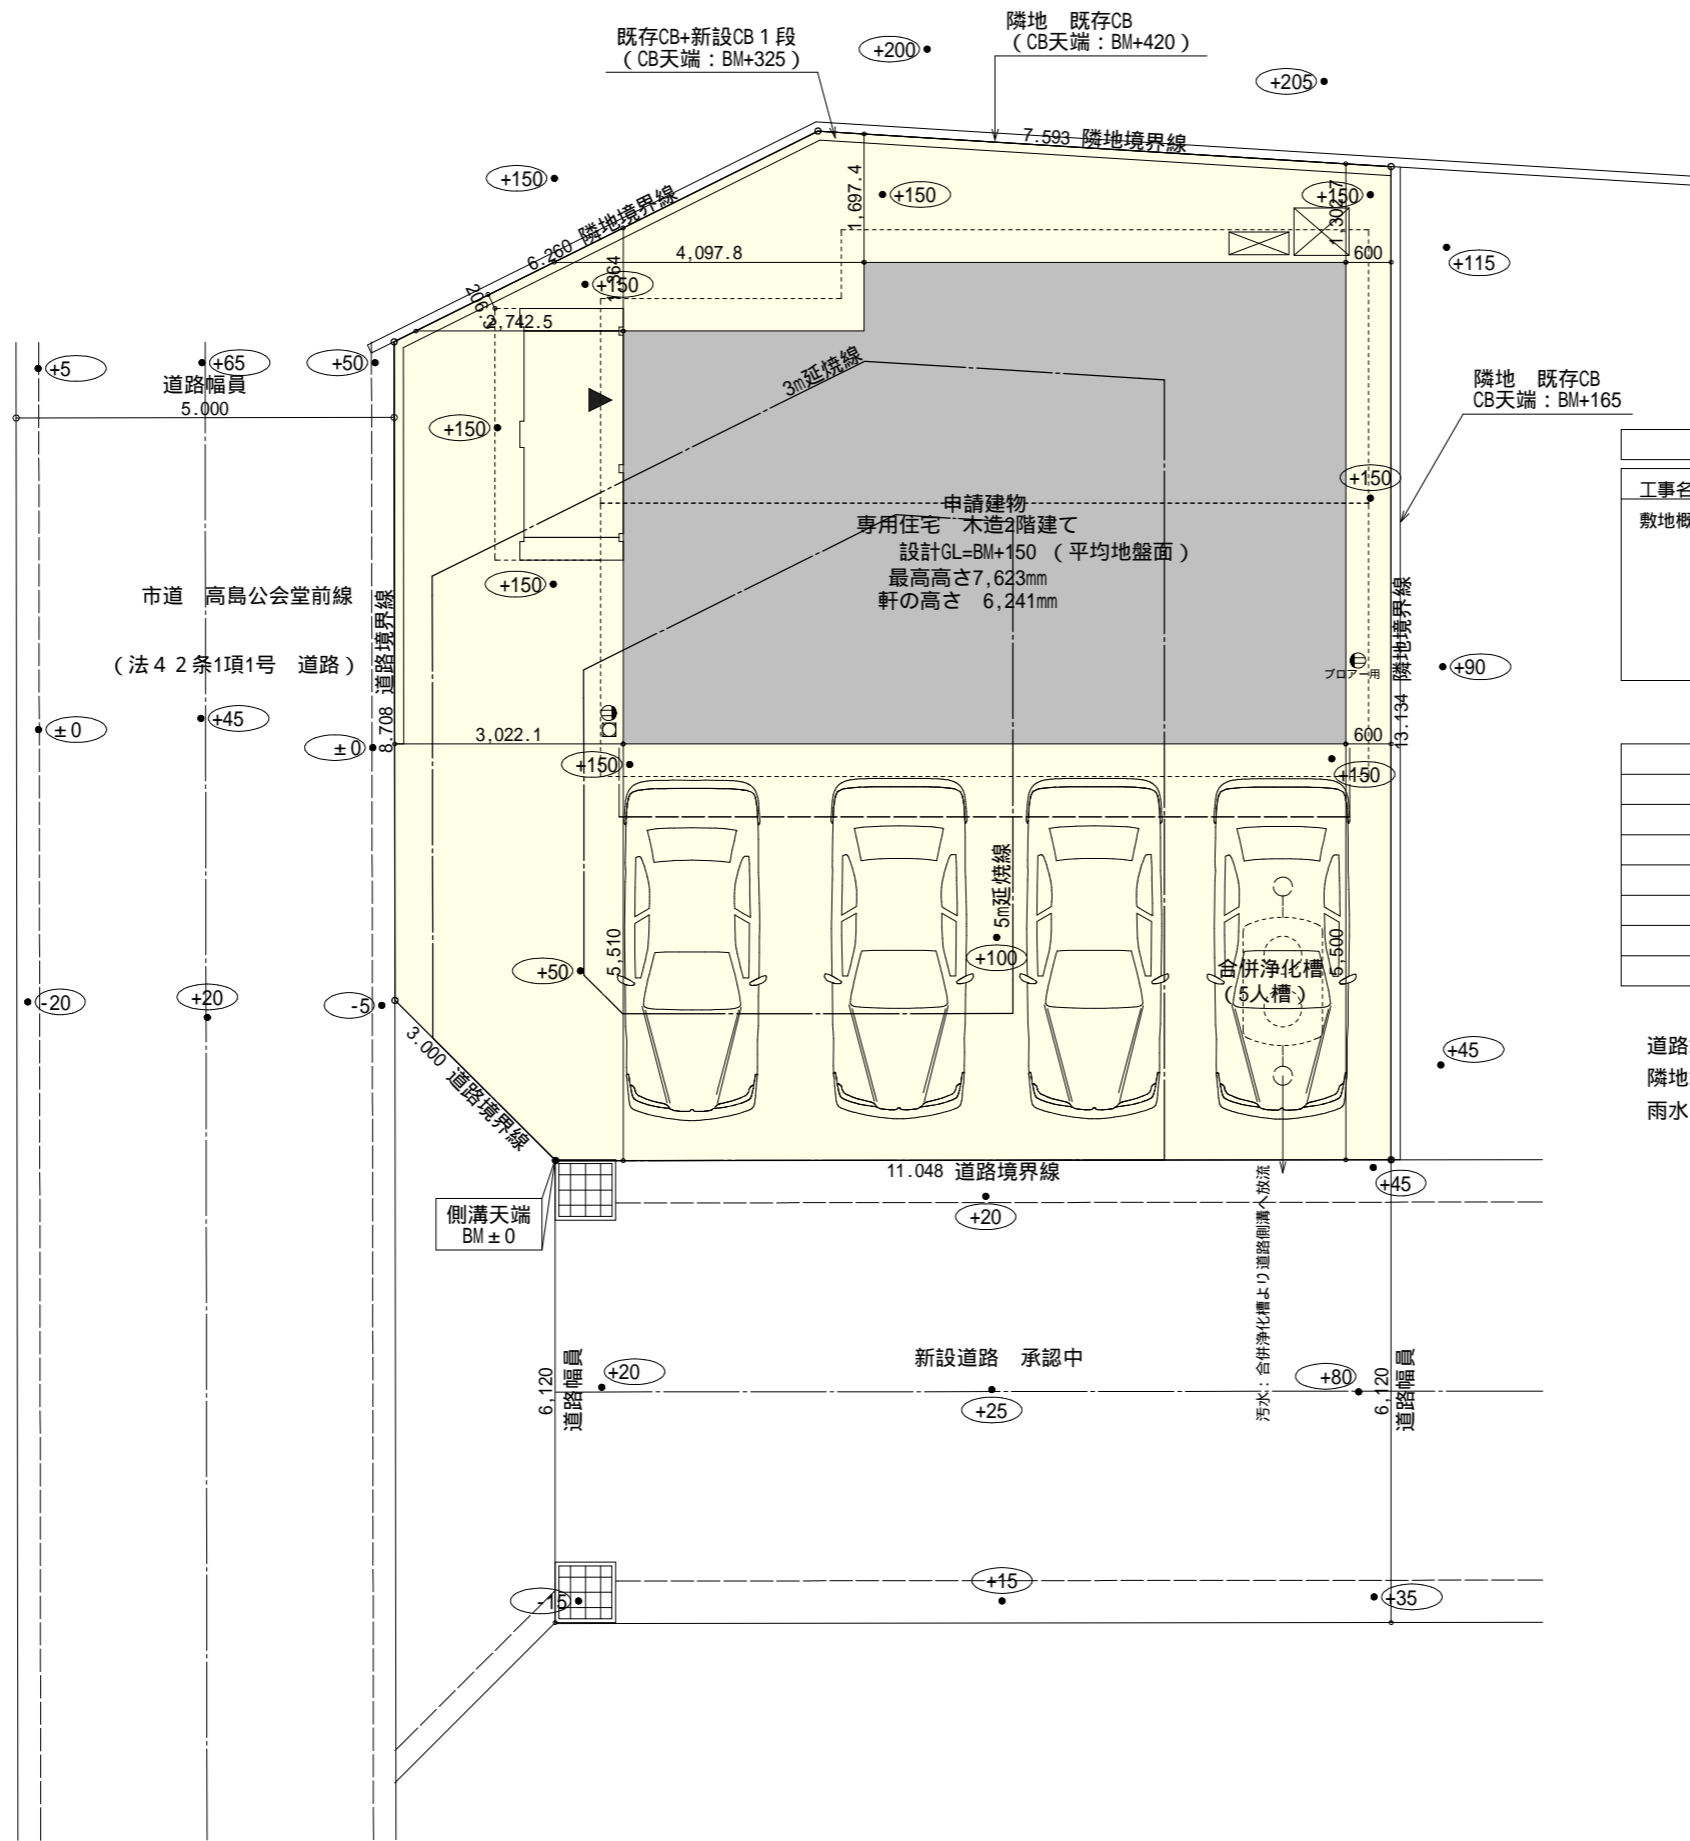 既存CB+新設CB１段
（CB天端：BM+325）
+200
隣地　既存CB
（CB天端：BM+420）
+205
7.593 隣地境界線
+150
6.260 隣地境界線
1,697.4
+150
+150
1,302.7
4,097.8
600
+115
1,364
+150
206.5
2,742.5
+5
+65
+50
道路幅員
5.000
3m延焼線
隣地　既存CB
CB天端：BM+165
+150
+150
工事名
敷地概
申請建物
専用住宅　木造2階建て
設計GL=BM+150 （平均地盤面）
最高高さ7,623mm
軒の高さ　6,241mm
+150
市道　高島公会堂前線
（法４２条1項1号　道路）
8.708 道路境界線
13.134 隣地境界線
ブロアー用
+90
±0
+45
±0
3,022.1
600
+150
+150
5m延焼線
5,510
+50
+100
5,500
合併浄化槽
（5人槽）
-20
+20
-5
+45
3.000 道路境界線
道路
隣地
雨水
11.048 道路境界線
+45
側溝天端
BM±0
+20
汚水：合併浄化槽より道路側溝へ放流
新設道路　承認中
6,120
道路幅員
+20
+25
+80
6,120
道路幅員
-15
+15
+35